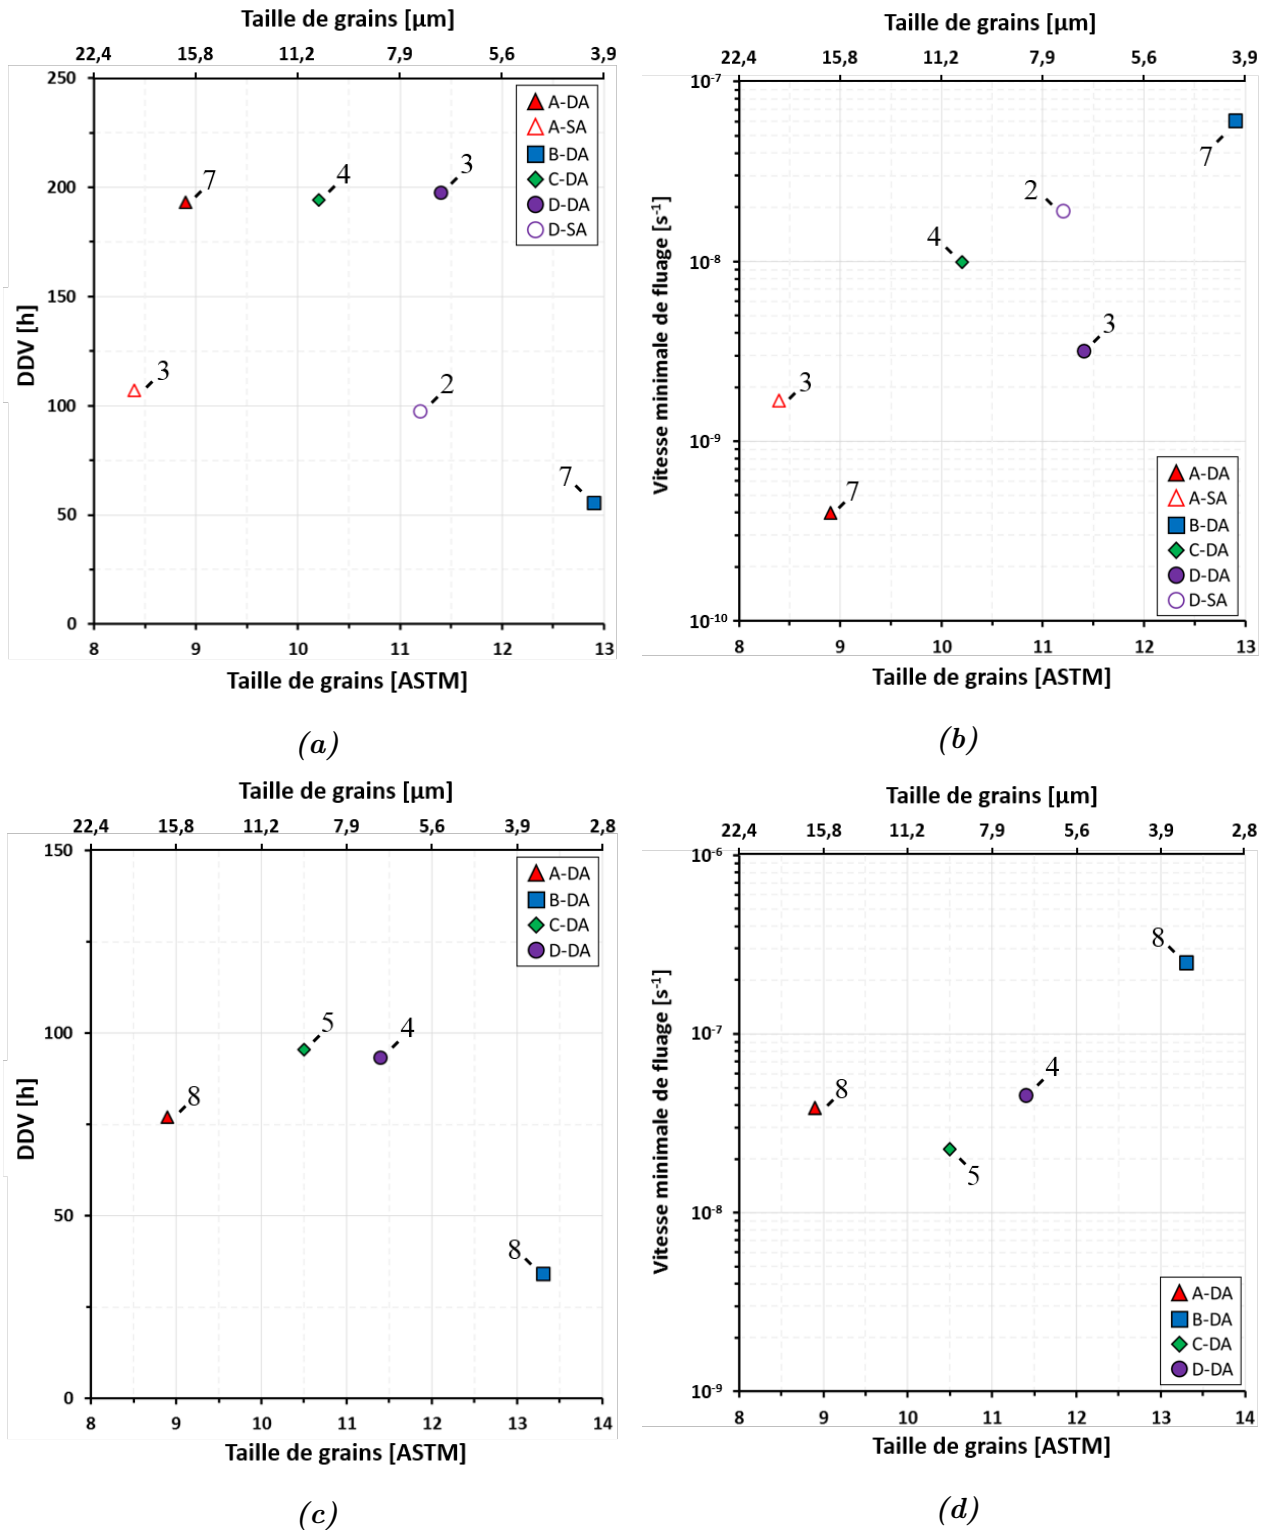 Taille de grains [µm]
22,4 15,8 11,2 7,9 5,6 3,9
250
200
150
100
50
0
DDV [h]
A-DA
A-SA
B-DA
C-DA
D-DA
D-SA
7
4
3
3
2
7
8 9 10 11 12 13
Taille de grains [ASTM]
(a)
Taille de grains [µm]
22,4 15,8 11,2 7,9 5,6 3,9
10⁻⁷
10⁻⁸
10⁻⁹
10⁻¹⁰
Vitesse minimale de fluage [s⁻¹]
7
2
4
3
3
7
A-DA
A-SA
B-DA
C-DA
D-DA
D-SA
8 9 10 11 12 13
Taille de grains [ASTM]
(b)
Taille de grains [µm]
22,4 15,8 11,2 7,9 5,6 3,9 2,8
150
100
50
0
DDV [h]
A-DA
B-DA
C-DA
D-DA
5
4
8
8
8 9 10 11 12 13 14
Taille de grains [ASTM]
(c)
Taille de grains [µm]
22,4 15,8 11,2 7,9 5,6 3,9 2,8
10⁻⁶
10⁻⁷
10⁻⁸
10⁻⁹
Vitesse minimale de fluage [s⁻¹]
8
4
8
5
A-DA
B-DA
C-DA
D-DA
8 9 10 11 12 13 14
Taille de grains [ASTM]
(d)